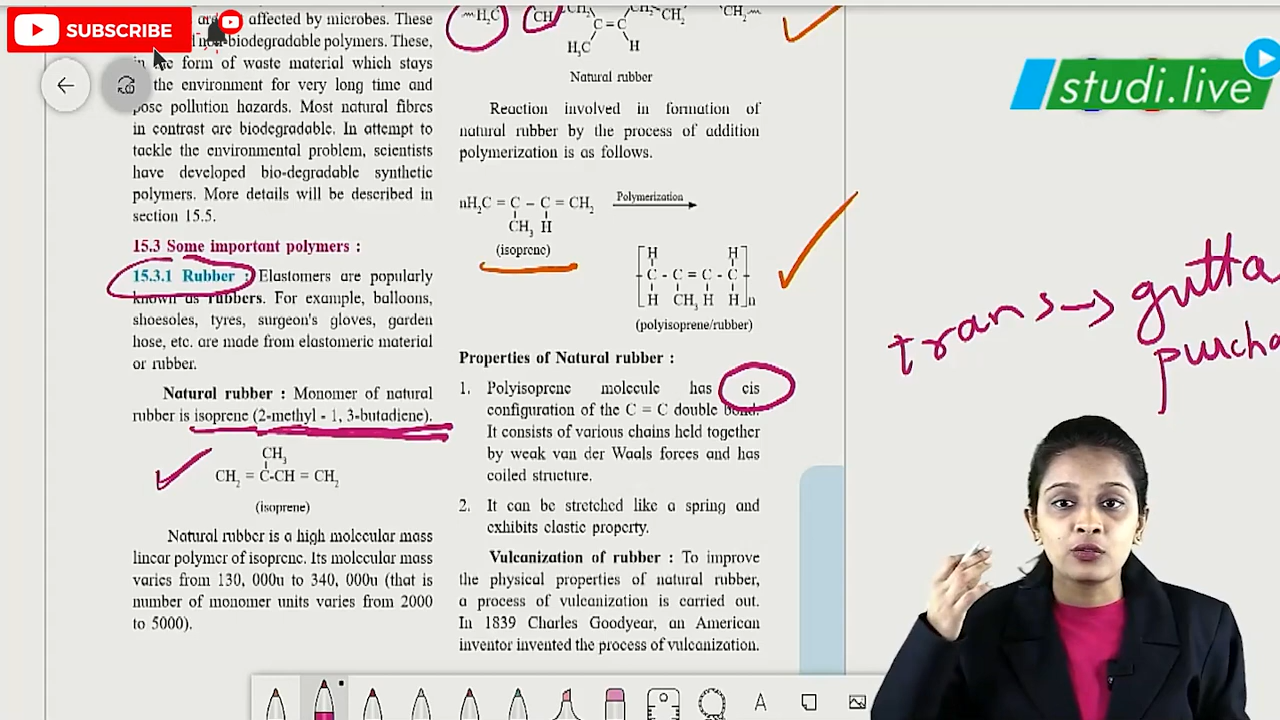 SUBSCRIBE
studi.live
are affected by microbes. These
non-biodegradable polymers. These,
in the form of waste material which stays
the environment for very long time and
pose pollution hazards. Most natural fibres
in contrast are biodegradable. In attempt to
tackle the environmental problem, scientists
have developed bio-degradable synthetic
polymers. More details will be described in
section 15.5.
15.3 Some important polymers :
15.3.1 Rubber : Elastomers are popularly
known as rubbers. For example, balloons,
shoesoles, tyres, surgeon's gloves, garden
hose, etc. are made from elastomeric material
or rubber.
Natural rubber : Monomer of natural
rubber is isoprene (2-methyl - 1, 3-butadiene).
CH₃
CH₂ = C-CH = CH₂
(isoprene)
Natural rubber is a high molecular mass
linear polymer of isoprene. Its molecular mass
varies from 130, 000u to 340, 000u (that is
number of monomer units varies from 2000
to 5000).
H₂C CH CH₂ CH₂ CH₂
C = C
H₃C H
Natural rubber
Reaction involved in formation of
natural rubber by the process of addition
polymerization is as follows.
nH₂C = C – C = CH₂ Polymerization
CH₃ H
(isoprene)
H H
C - C = C - C
H CH₃ H H n
(polyisoprene/rubber)
Properties of Natural rubber :
1. Polyisoprene molecule has cis
configuration of the C = C double bond.
It consists of various chains held together
by weak van der Waals forces and has
coiled structure.
2. It can be stretched like a spring and
exhibits elastic property.
Vulcanization of rubber : To improve
the physical properties of natural rubber,
a process of vulcanization is carried out.
In 1839 Charles Goodyear, an American
inventor invented the process of vulcanization.
trans → gutta
purcha
A